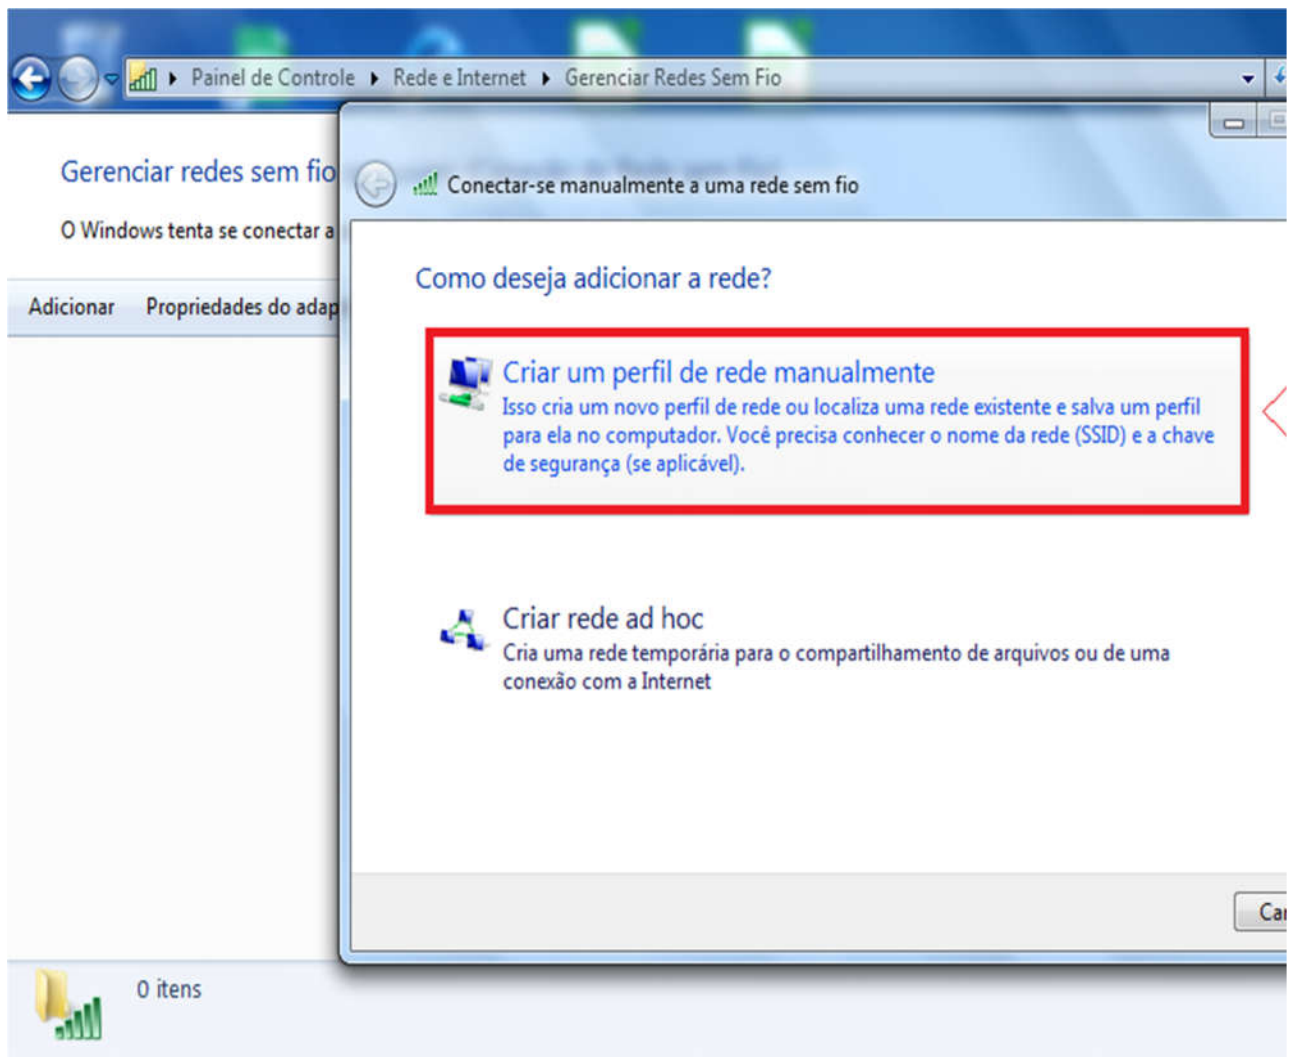 Painel de Controle Rede e Internet Gerenciar Redes Sem Fio
Gerenciar redes sem fio
O Windows tenta se conectar a
Adicionar Propriedades do adap
Conectar-se manualmente a uma rede sem fio
Como deseja adicionar a rede?
Criar um perfil de rede manualmente
Isso cria um novo perfil de rede ou localiza uma rede existente e salva um perfil
para ela no computador. Você precisa conhecer o nome da rede (SSID) e a chave
de segurança (se aplicável).
Criar rede ad hoc
Cria uma rede temporária para o compartilhamento de arquivos ou de uma
conexão com a Internet
Ca
0 itens